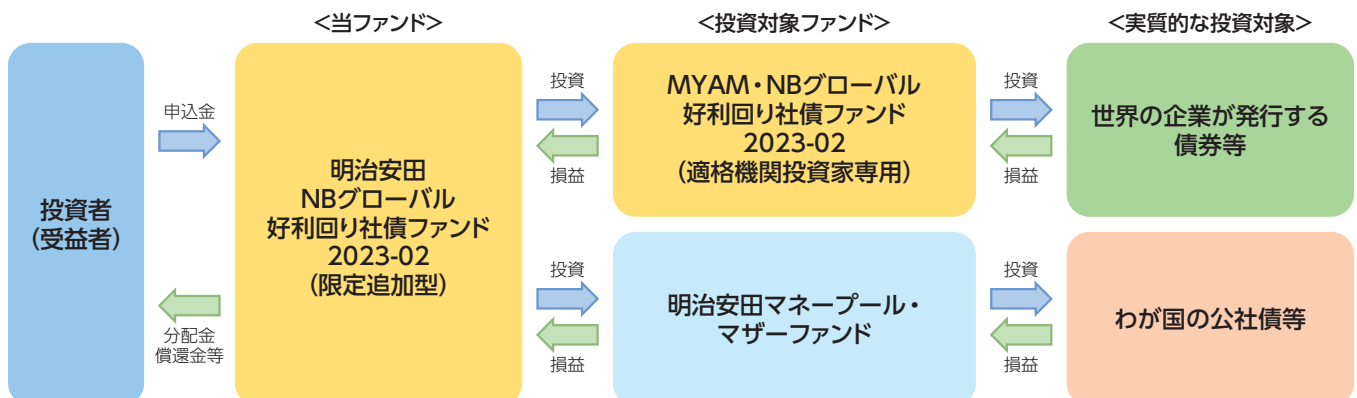 <当ファンド>
<投資対象ファンド>
<実質的な投資対象>
投資者
(受益者)
申込金
分配金
償還金等
明治安田
NBグローバル
好利回り社債ファンド
2023-02
(限定追加型)
投資
損益
MYAM・NBグローバル
好利回り社債ファンド
2023-02
(適格機関投資家専用)
投資
損益
世界の企業が発行する
債券等
投資
損益
明治安田マネープール・
マザーファンド
投資
損益
わが国の公社債等